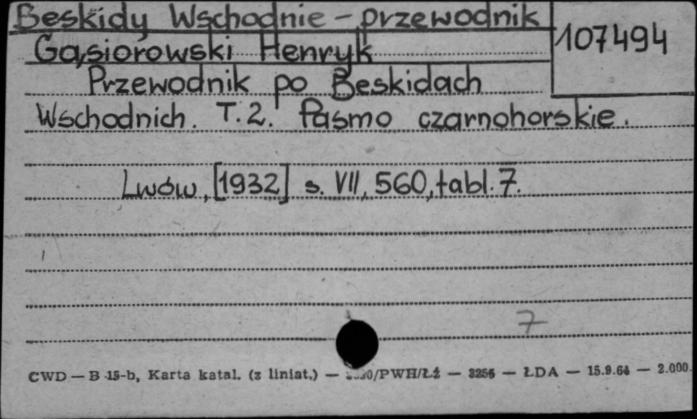 Beskidy Wschodnie - przewodnik
107494
Gąsiorowski Henryk
Przewodnik po Beskidach
Wschodnich. T.2. Pasmo czarnohorskie.
Lwów, [1932] s. VII, 560, tabl. 7.
7
CWD — B 15-b, Karta katal. (z liniat.) — /PWH/Łź — 3256 — ŁDA — 15.9.64 — 2.000.